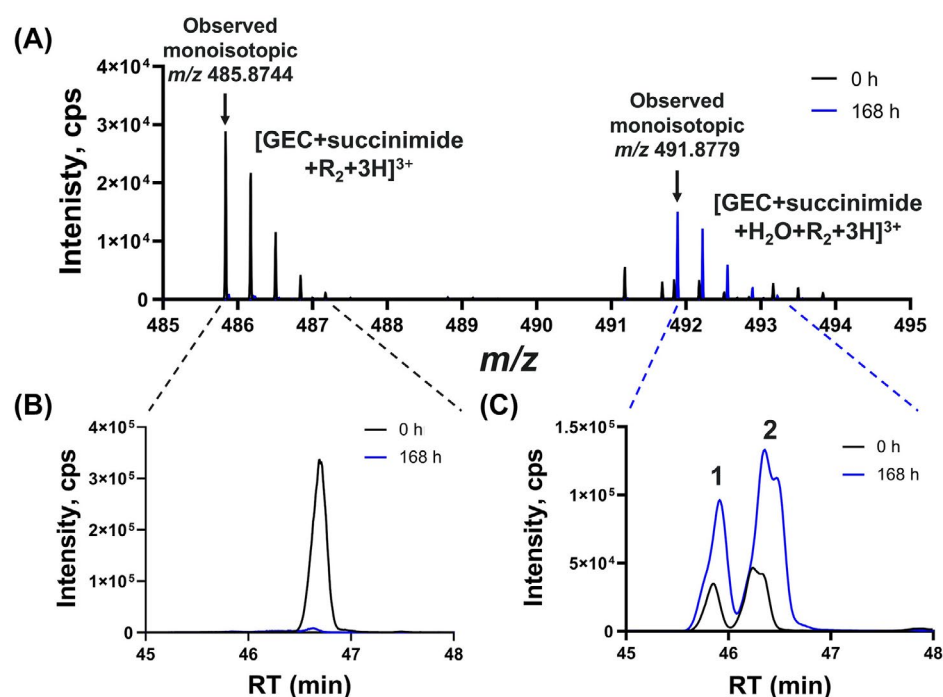 (A)
Observed
monoisotopic
m/z 485.8744
Observed
monoisotopic
m/z 491.8779
0 h
168 h
[GEC+succinimide
+R₂+3H]³⁺
[GEC+succinimide
+H₂O+R₂+3H]³⁺
Intenisty, cps
4×10⁴
3×10⁴
2×10⁴
1×10⁴
0
485 486 487 488 489 490 491 492 493 494 495
m/z
(B)
0 h
168 h
Intensity, cps
4×10⁵
3×10⁵
2×10⁵
1×10⁵
0
45 46 47 48
RT (min)
(C)
1
2
0 h
168 h
Intensity, cps
1.5×10⁵
1×10⁵
5×10⁴
0
45 46 47 48
RT (min)